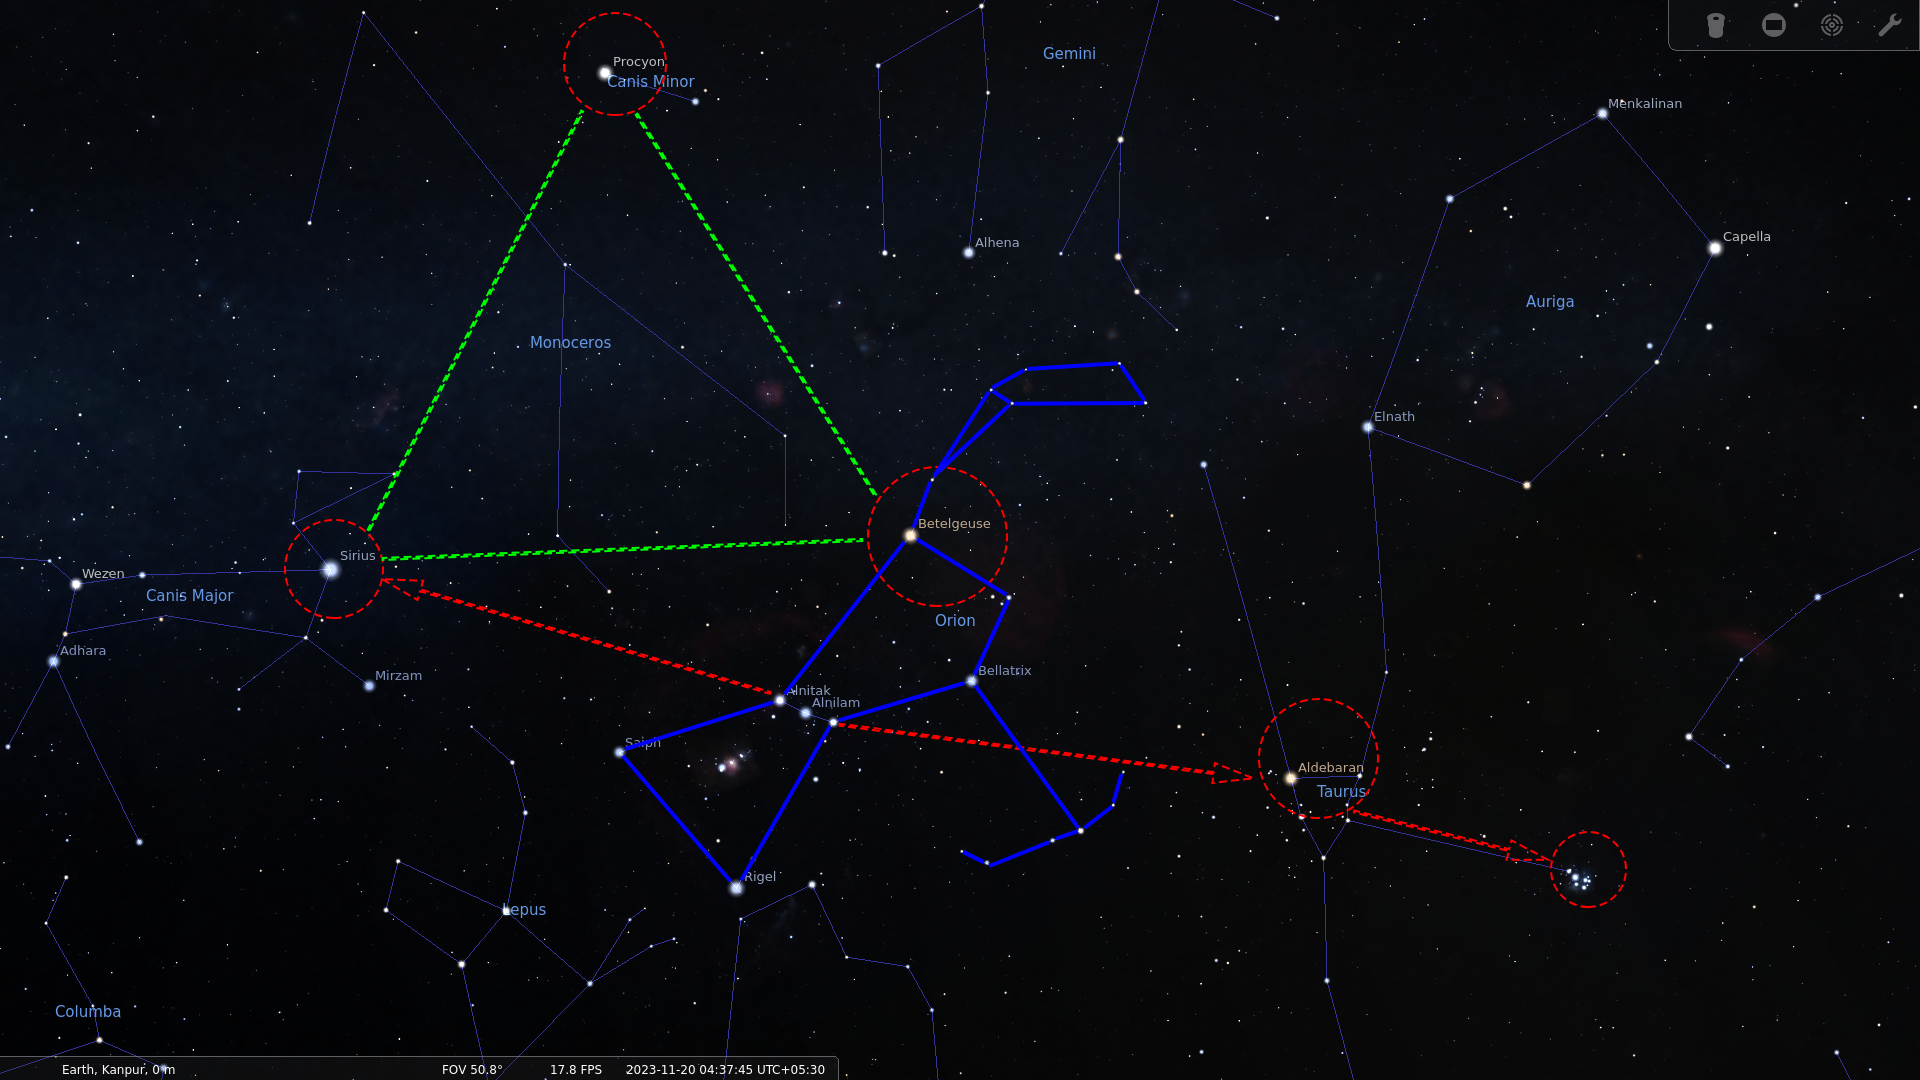 Gemini
Procyon
Canis Minor
Menkalinan
Capella
Alhena
Auriga
Monoceros
Elnath
Betelgeuse
Sirius
Wezen
Canis Major
Orion
Adhara
Mirzam
Bellatrix
Alnitak
Alnilam
Saiph
Aldebaran
Taurus
Rigel
Lepus
Columba
Earth, Kanpur, 0 m FOV 50.8° 17.8 FPS 2023-11-20 04:37:45 UTC+05:30